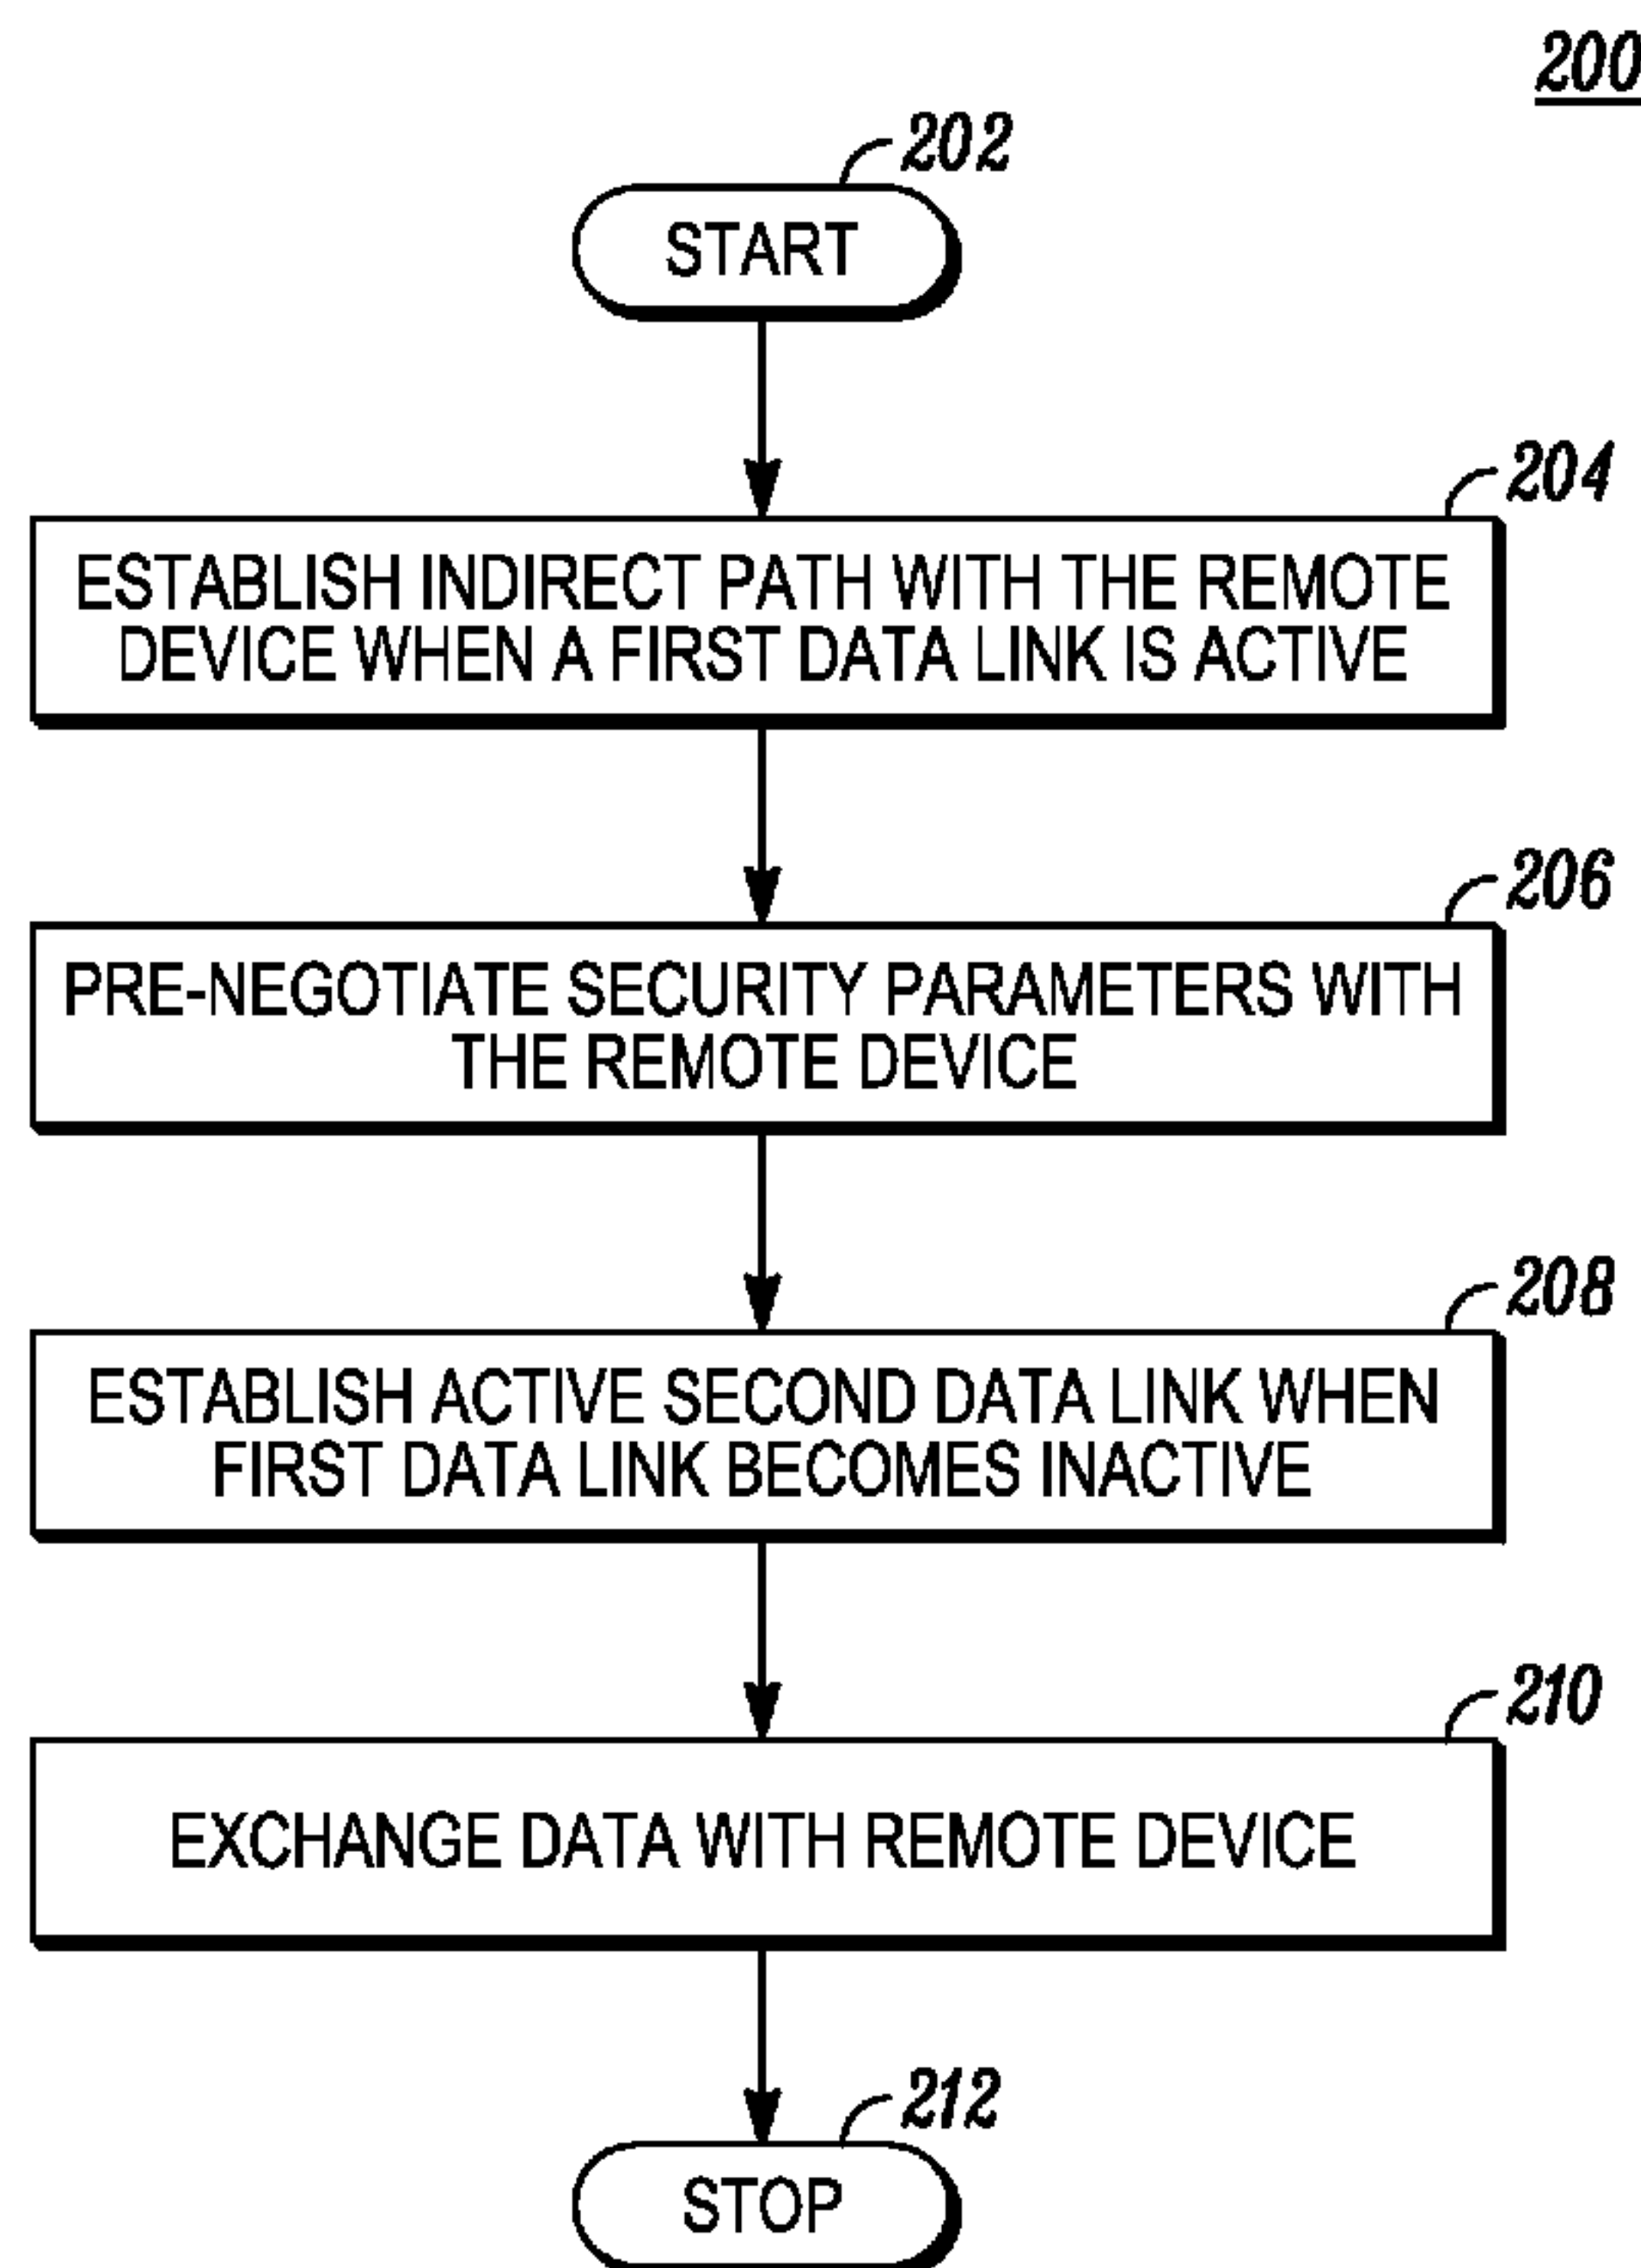 200
202
START
204
ESTABLISH INDIRECT PATH WITH THE REMOTE
DEVICE WHEN A FIRST DATA LINK IS ACTIVE
206
PRE-NEGOTIATE SECURITY PARAMETERS WITH
THE REMOTE DEVICE
208
ESTABLISH ACTIVE SECOND DATA LINK WHEN
FIRST DATA LINK BECOMES INACTIVE
210
EXCHANGE DATA WITH REMOTE DEVICE
212
STOP